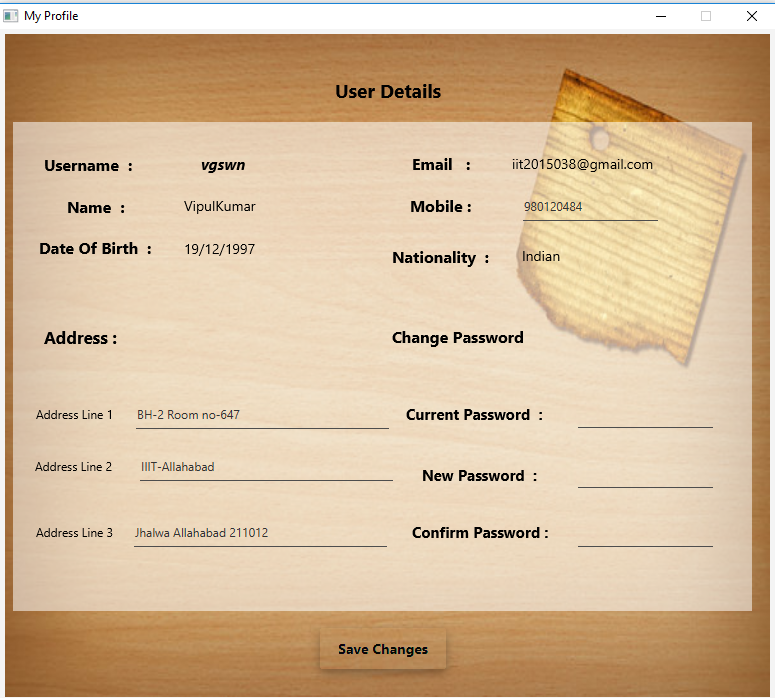 My Profile
User Details
Username : vgswn Email : iit2015038@gmail.com
Name : VipulKumar Mobile : 980120484
Date Of Birth : 19/12/1997 Nationality : Indian
Address : Change Password
Address Line 1 BH-2 Room no-647 Current Password :
Address Line 2 IIIT-Allahabad New Password :
Address Line 3 Jhalwa Allahabad 211012 Confirm Password :
Save Changes